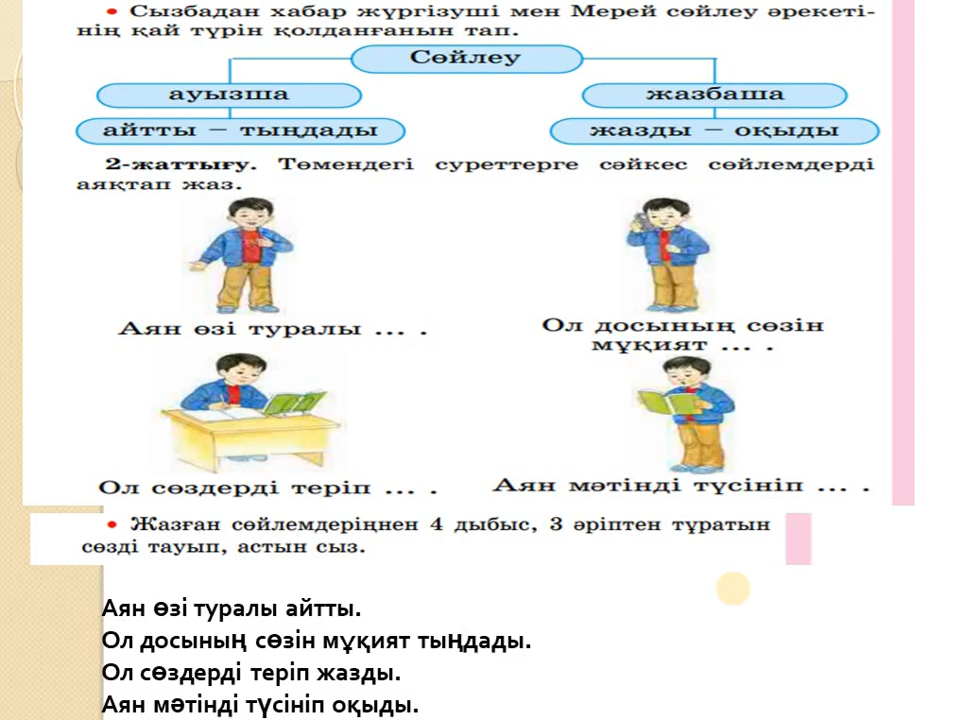 • Сызбадан хабар жүргізуші мен Мерей сөйлеу әрекеті-
нің қай түрін қолданғанын тап.
Сөйлеу
ауызша
жазбаша
айтты – тыңдады
жазды – оқыды
2-жаттығу. Төмендегі суреттерге сәйкес сөйлемдерді
аяқтап жаз.
Аян өзі туралы ... .
Ол досының сөзін
мұқият ... .
Ол сөздерді теріп ... .
Аян мәтінді түсініп ... .
• Жазған сөйлемдеріңнен 4 дыбыс, 3 әріптен тұратын
сөзді тауып, астын сыз.
Аян өзі туралы айтты.
Ол досының сөзін мұқият тыңдады.
Ол сөздерді теріп жазды.
Аян мәтінді түсініп оқыды.